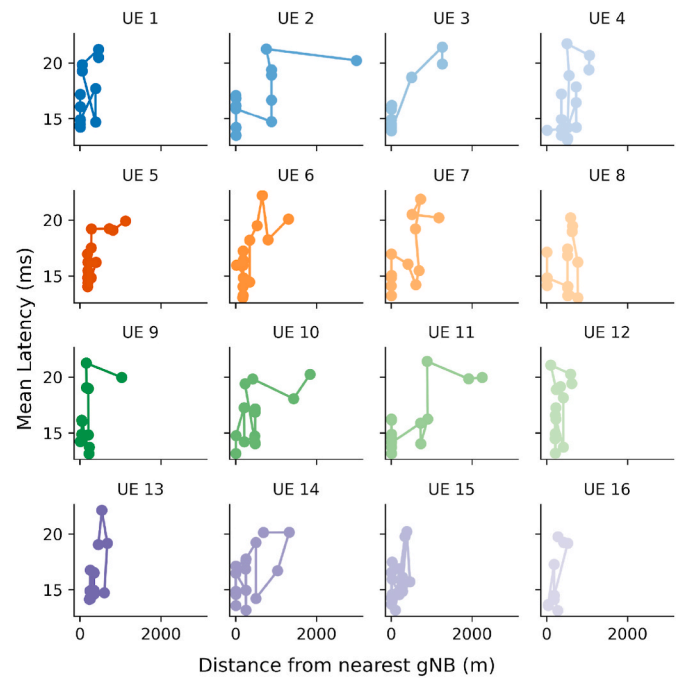 UE 1 UE 2 UE 3 UE 4
20
15
UE 5 UE 6 UE 7 UE 8
20
15
UE 9 UE 10 UE 11 UE 12
20
15
UE 13 UE 14 UE 15 UE 16
20
15
0 2000 0 2000 0 2000 0 2000
Mean Latency (ms)
Distance from nearest gNB (m)